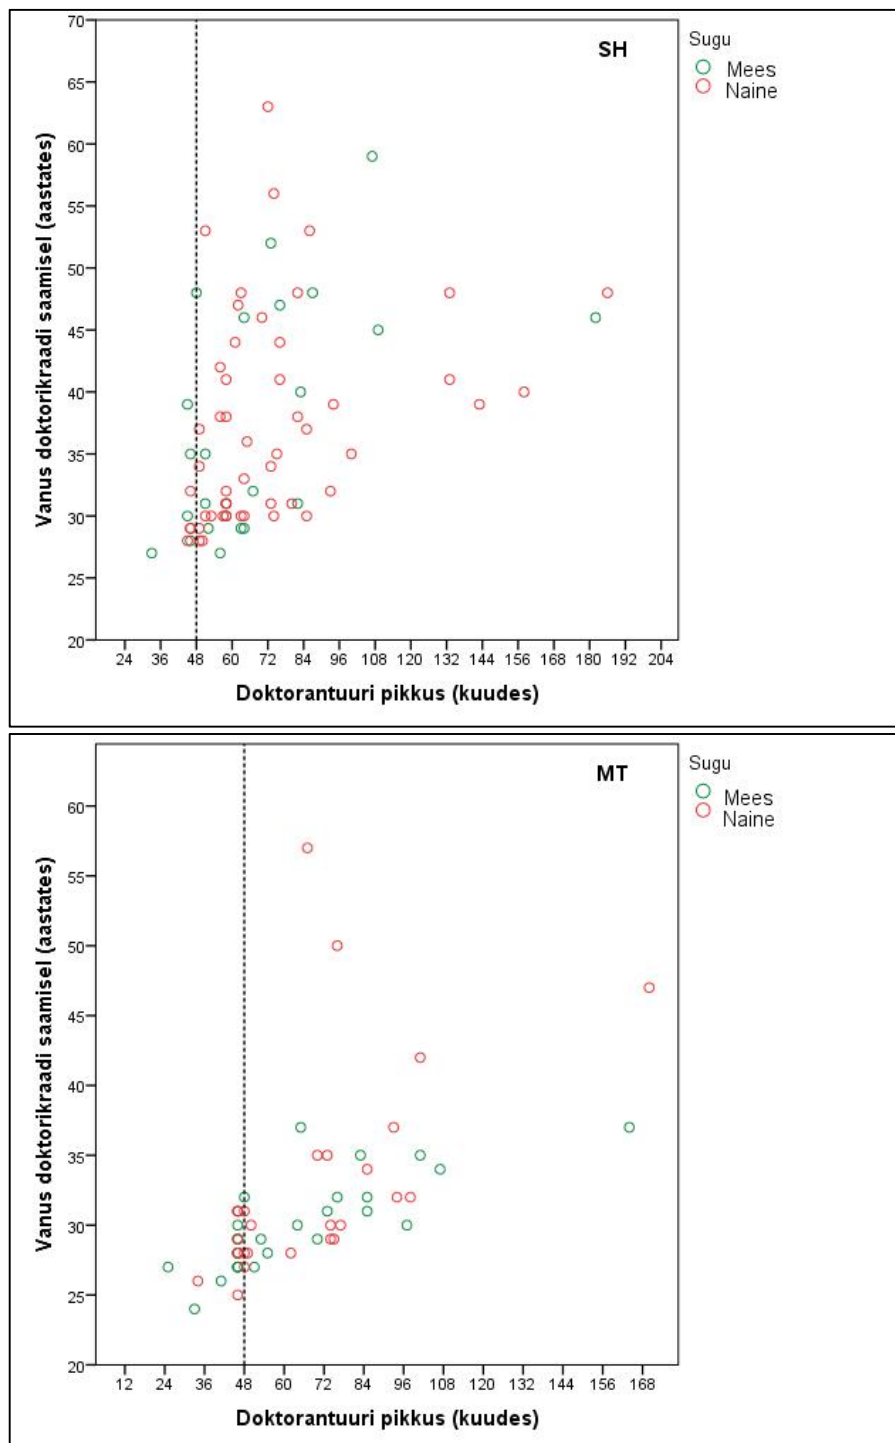 SH
Sugu
Mees
Naine
Vanus doktorikraadi saamisel (aastates)
70
65
60
55
50
45
40
35
30
25
20
24 36 48 60 72 84 96 108 120 132 144 156 168 180 192 204
Doktorantuuri pikkus (kuudes)
MT
Sugu
Mees
Naine
Vanus doktorikraadi saamisel (aastates)
60
55
50
45
40
35
30
25
20
12 24 36 48 60 72 84 96 108 120 132 144 156 168
Doktorantuuri pikkus (kuudes)